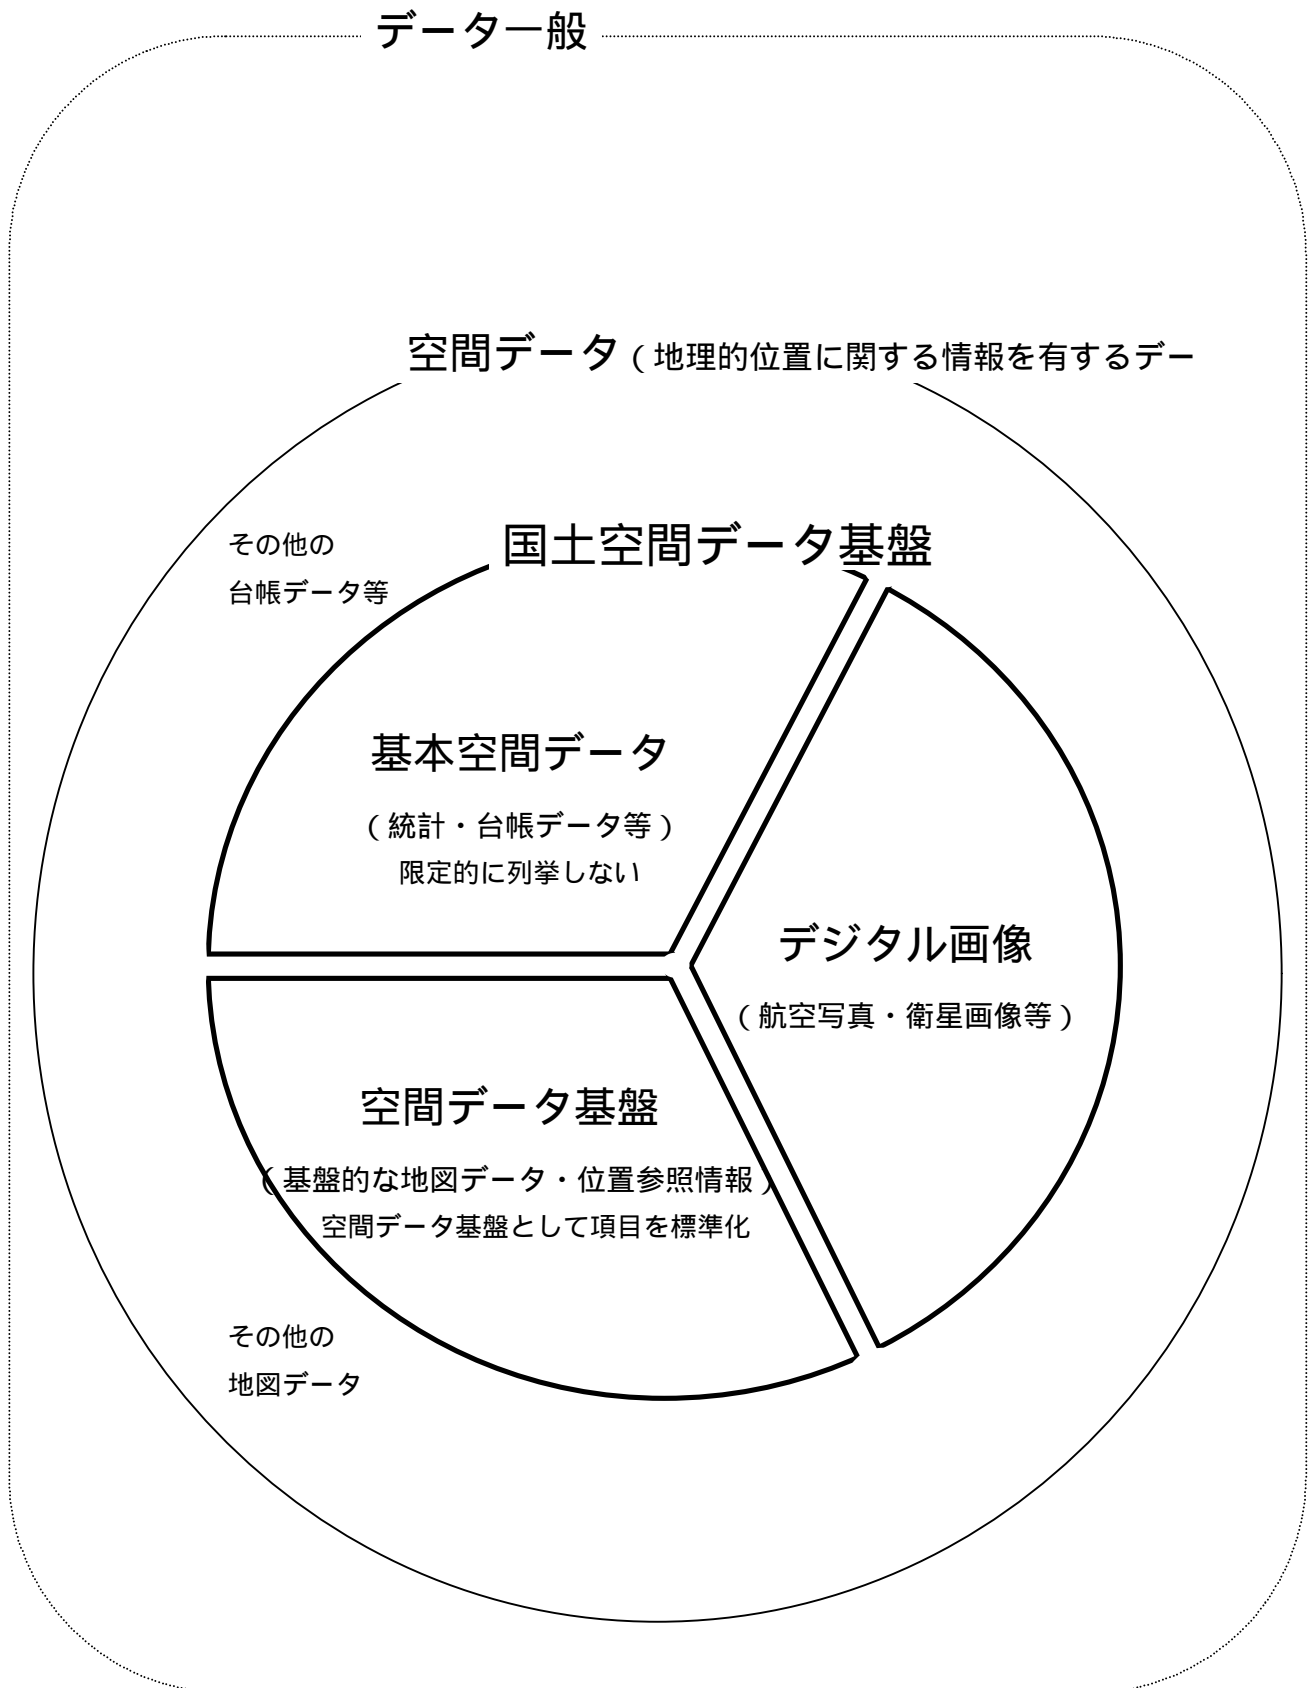 データ一般
空間データ（地理的位置に関する情報を有するデー
国土空間データ基盤
その他の
台帳データ等
基本空間データ
（統計・台帳データ等）
限定的に列挙しない
デジタル画像
（航空写真・衛星画像等）
空間データ基盤
（基盤的な地図データ・位置参照情報）
空間データ基盤として項目を標準化
その他の
地図データ